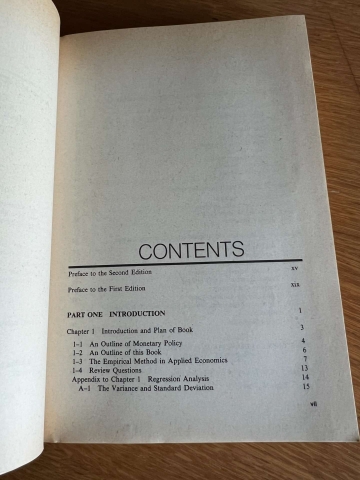 CONTENTS
Preface to the Second Edition xv
Preface to the First Edition xix
PART ONE INTRODUCTION 1
Chapter 1 Introduction and Plan of Book 3
1–1 An Outline of Monetary Policy 4
1–2 An Outline of this Book 6
1–3 The Empirical Method in Applied Economics 7
1–4 Review Questions 13
Appendix to Chapter 1 Regression Analysis 14
A–1 The Variance and Standard Deviation 15
vii